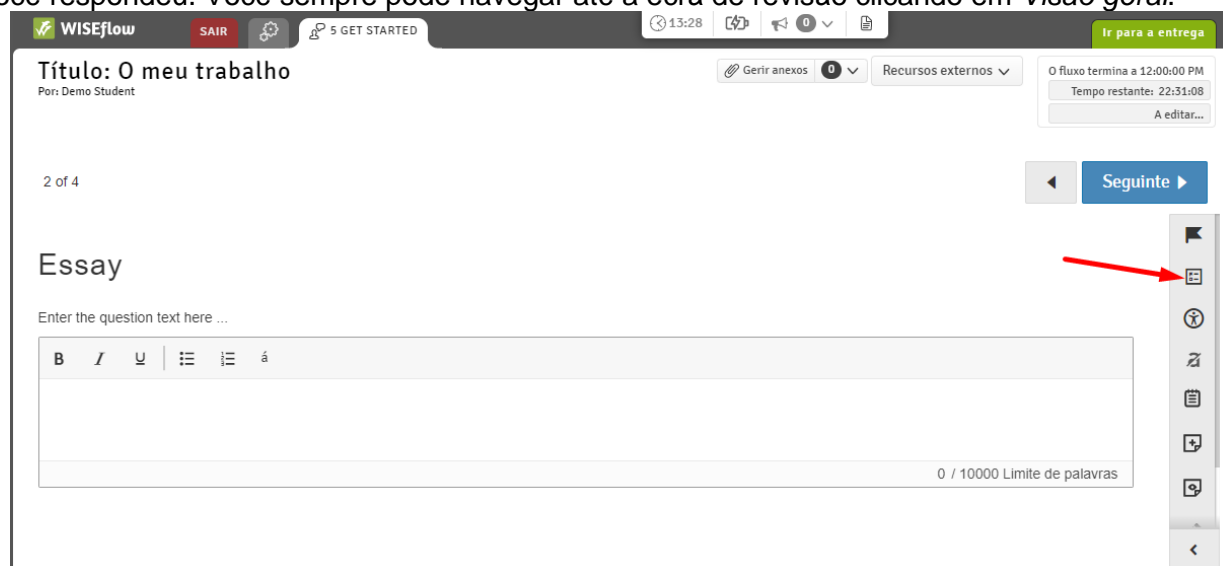 você respondeu. Você sempre pode navegar até a ecrã de revisão clicando em Visão geral.
WISEflow
SAIR
5 GET STARTED
13:28
0
Ir para a entrega
Título: O meu trabalho
Por: Demo Student
Gerir anexos 0
Recursos externos
O fluxo termina a 12:00:00 PM
Tempo restante: 22:31:08
A editar...
2 of 4
Seguinte
Essay
Enter the question text here ...
B I U á
0 / 10000 Limite de palavras